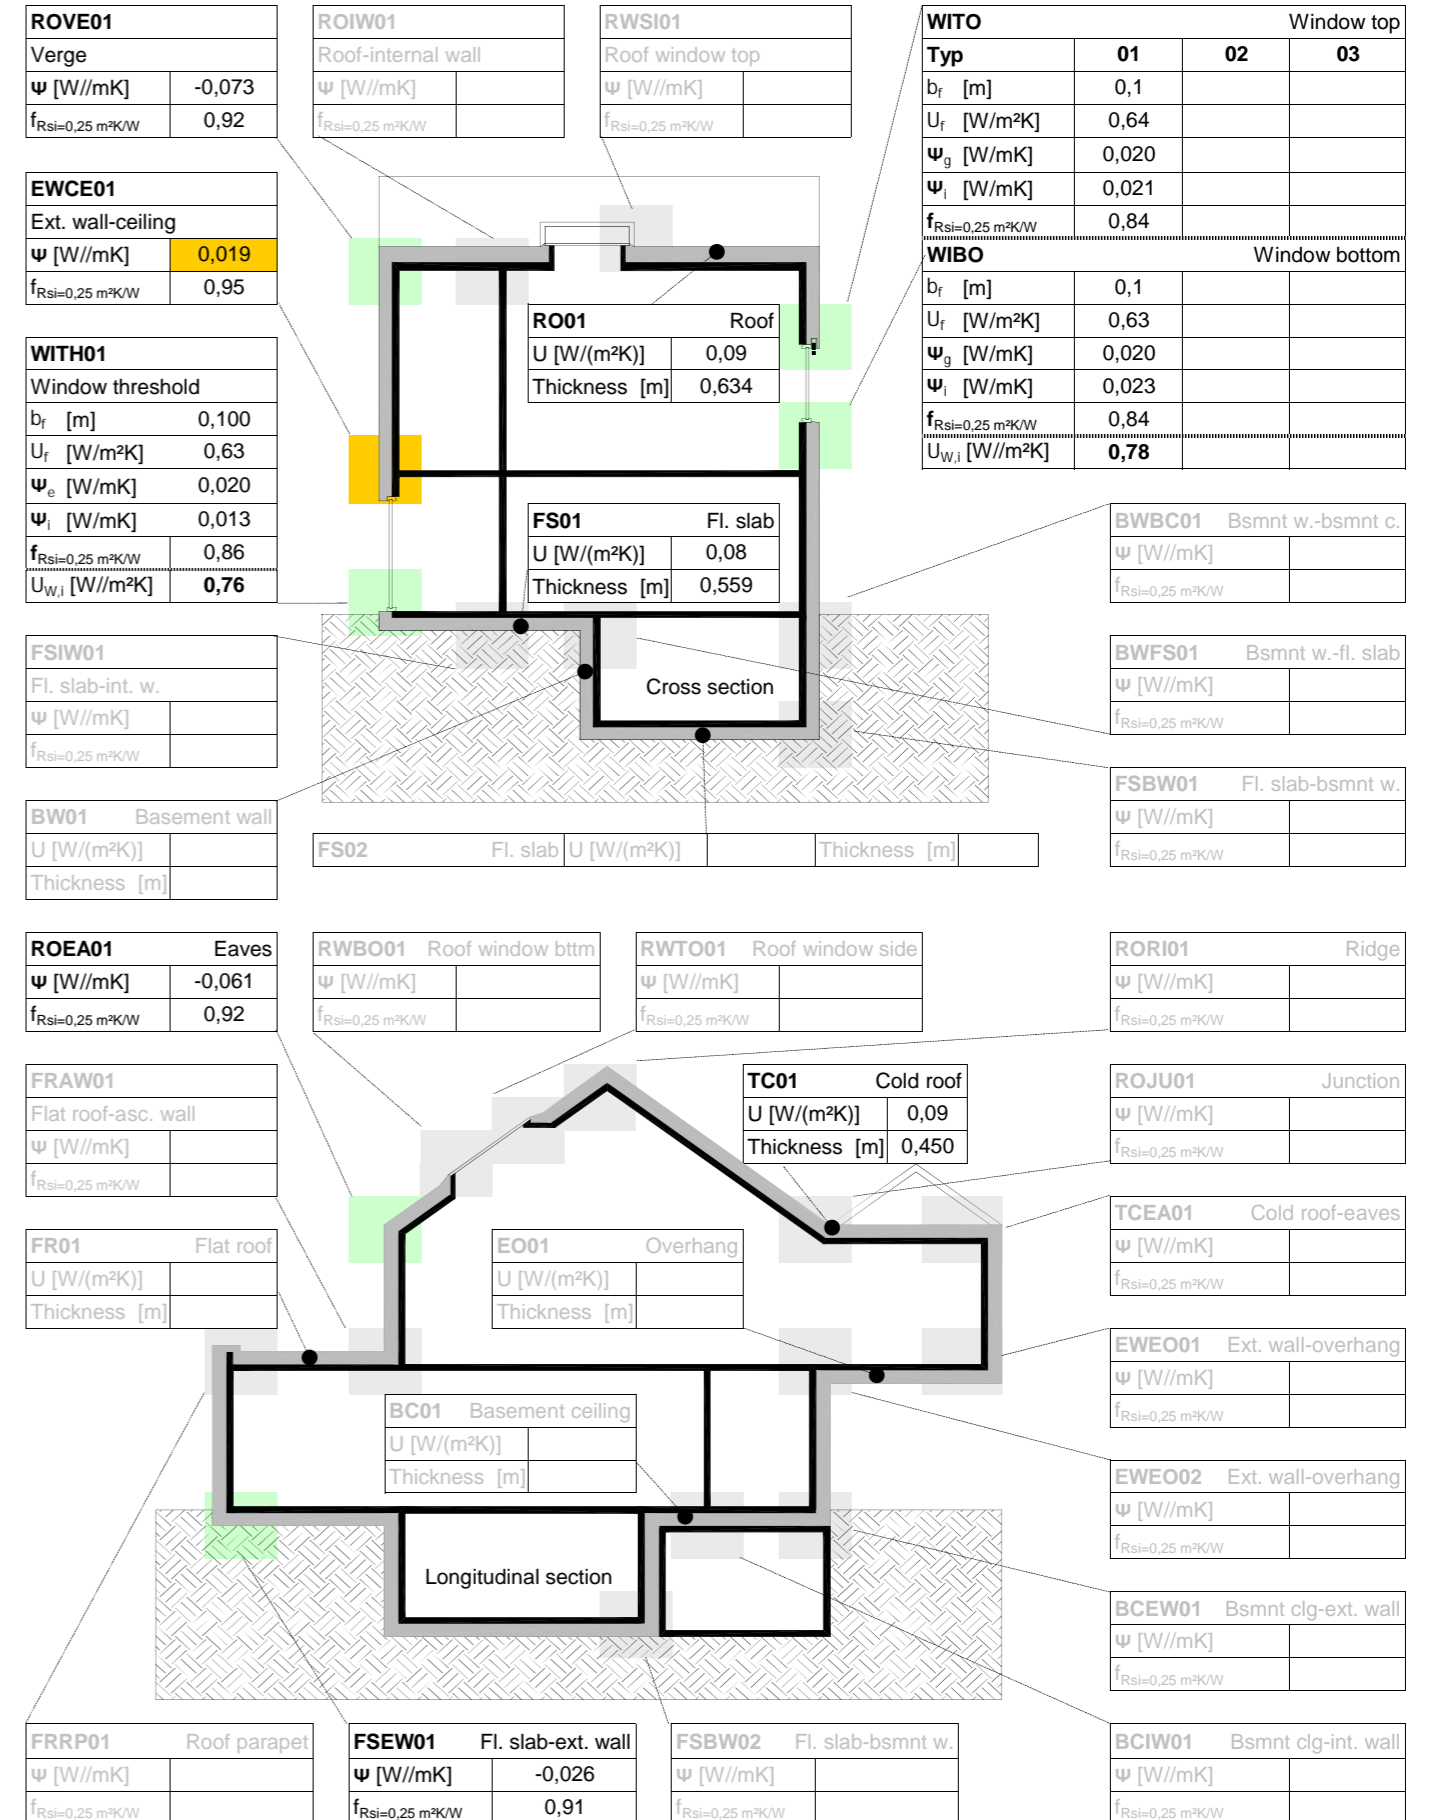 ROVE01
Verge
Ψ [W//mK] -0,073
fRsi=0,25 m²K/W 0,92
ROIW01
Roof-internal wall
Ψ [W//mK]
fRsi=0,25 m²K/W
RWSI01
Roof window top
Ψ [W//mK]
fRsi=0,25 m²K/W
WITO Window top
Typ 01 02 03
bf [m] 0,1
Uf [W/m²K] 0,64
Ψg [W/mK] 0,020
Ψi [W/mK] 0,021
fRsi=0,25 m²K/W 0,84
WIBO Window bottom
bf [m] 0,1
Uf [W/m²K] 0,63
Ψg [W/mK] 0,020
Ψi [W/mK] 0,023
fRsi=0,25 m²K/W 0,84
UW,i [W//m²K] 0,78
EWCE01
Ext. wall-ceiling
Ψ [W//mK] 0,019
fRsi=0,25 m²K/W 0,95
WITH01
Window threshold
bf [m] 0,100
Uf [W/m²K] 0,63
Ψe [W/mK] 0,020
Ψi [W/mK] 0,013
fRsi=0,25 m²K/W 0,86
UW,i [W//m²K] 0,76
RO01 Roof
U [W/(m²K)] 0,09
Thickness [m] 0,634
FS01 Fl. slab
U [W/(m²K)] 0,08
Thickness [m] 0,559
Cross section
BWBC01 Bsmnt w.-bsmnt c.
Ψ [W//mK]
fRsi=0,25 m²K/W
FSIW01
Fl. slab-int. w.
Ψ [W//mK]
fRsi=0,25 m²K/W
BWFS01 Bsmnt w.-fl. slab
Ψ [W//mK]
fRsi=0,25 m²K/W
FSBW01 Fl. slab-bsmnt w.
Ψ [W//mK]
fRsi=0,25 m²K/W
BW01 Basement wall
U [W/(m²K)]
Thickness [m]
FS02 Fl. slab U [W/(m²K)] Thickness [m]
ROEA01 Eaves
Ψ [W//mK] -0,061
fRsi=0,25 m²K/W 0,92
RWBO01 Roof window bttm
Ψ [W//mK]
fRsi=0,25 m²K/W
RWTO01 Roof window side
Ψ [W//mK]
fRsi=0,25 m²K/W
RORI01 Ridge
Ψ [W//mK]
fRsi=0,25 m²K/W
FRAW01
Flat roof-asc. wall
Ψ [W//mK]
fRsi=0,25 m²K/W
TC01 Cold roof
U [W/(m²K)] 0,09
Thickness [m] 0,450
ROJU01 Junction
Ψ [W//mK]
fRsi=0,25 m²K/W
FR01 Flat roof
U [W/(m²K)]
Thickness [m]
EO01 Overhang
U [W/(m²K)]
Thickness [m]
TCEA01 Cold roof-eaves
Ψ [W//mK]
fRsi=0,25 m²K/W
EWEO01 Ext. wall-overhang
Ψ [W//mK]
fRsi=0,25 m²K/W
BC01 Basement ceiling
U [W/(m²K)]
Thickness [m]
EWEO02 Ext. wall-overhang
Ψ [W//mK]
fRsi=0,25 m²K/W
Longitudinal section
BCEW01 Bsmnt clg-ext. wall
Ψ [W//mK]
fRsi=0,25 m²K/W
FRRP01 Roof parapet
Ψ [W//mK]
fRsi=0,25 m²K/W
FSEW01 Fl. slab-ext. wall
Ψ [W//mK] -0,026
fRsi=0,25 m²K/W 0,91
FSBW02 Fl. slab-bsmnt w.
Ψ [W//mK]
fRsi=0,25 m²K/W
BCIW01 Bsmnt clg-int. wall
Ψ [W//mK]
fRsi=0,25 m²K/W